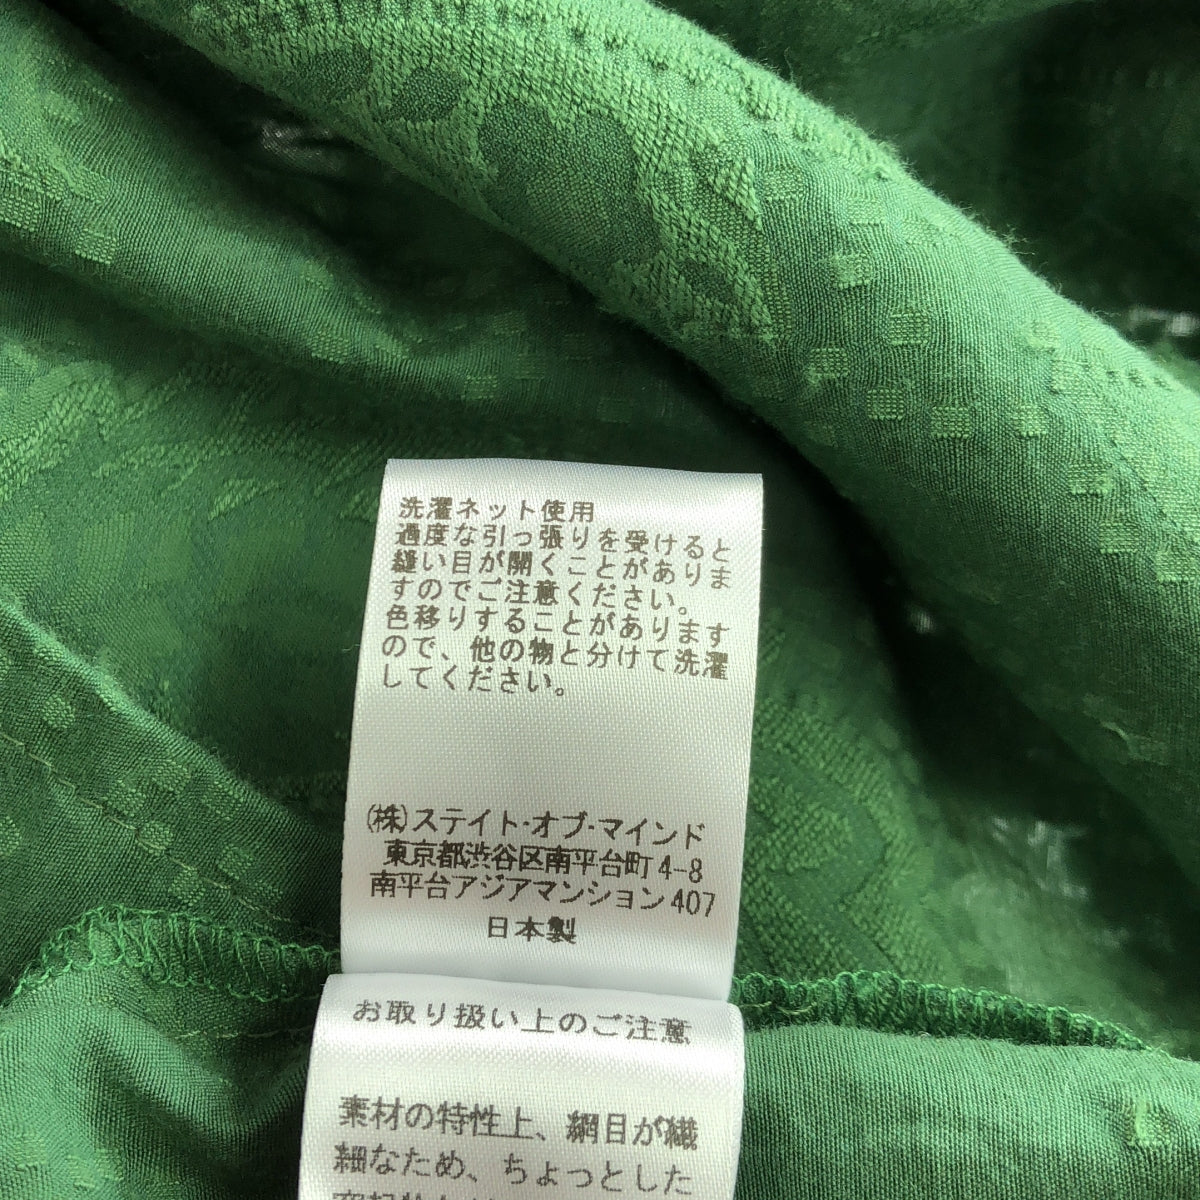 洗濯ネット使用
過度な引っ張りを受けると
縫い目が開くことがありま
すのでご注意ください。
色移りすることがあります
ので、他の物と分けて洗濯
してください。
(株)ステイト・オブ・マインド
東京都渋谷区南平台町4-8
南平台アジアマンション407
日本製
お取り扱い上のご注意
素材の特性上、網目が繊
細なため、ちょっとした